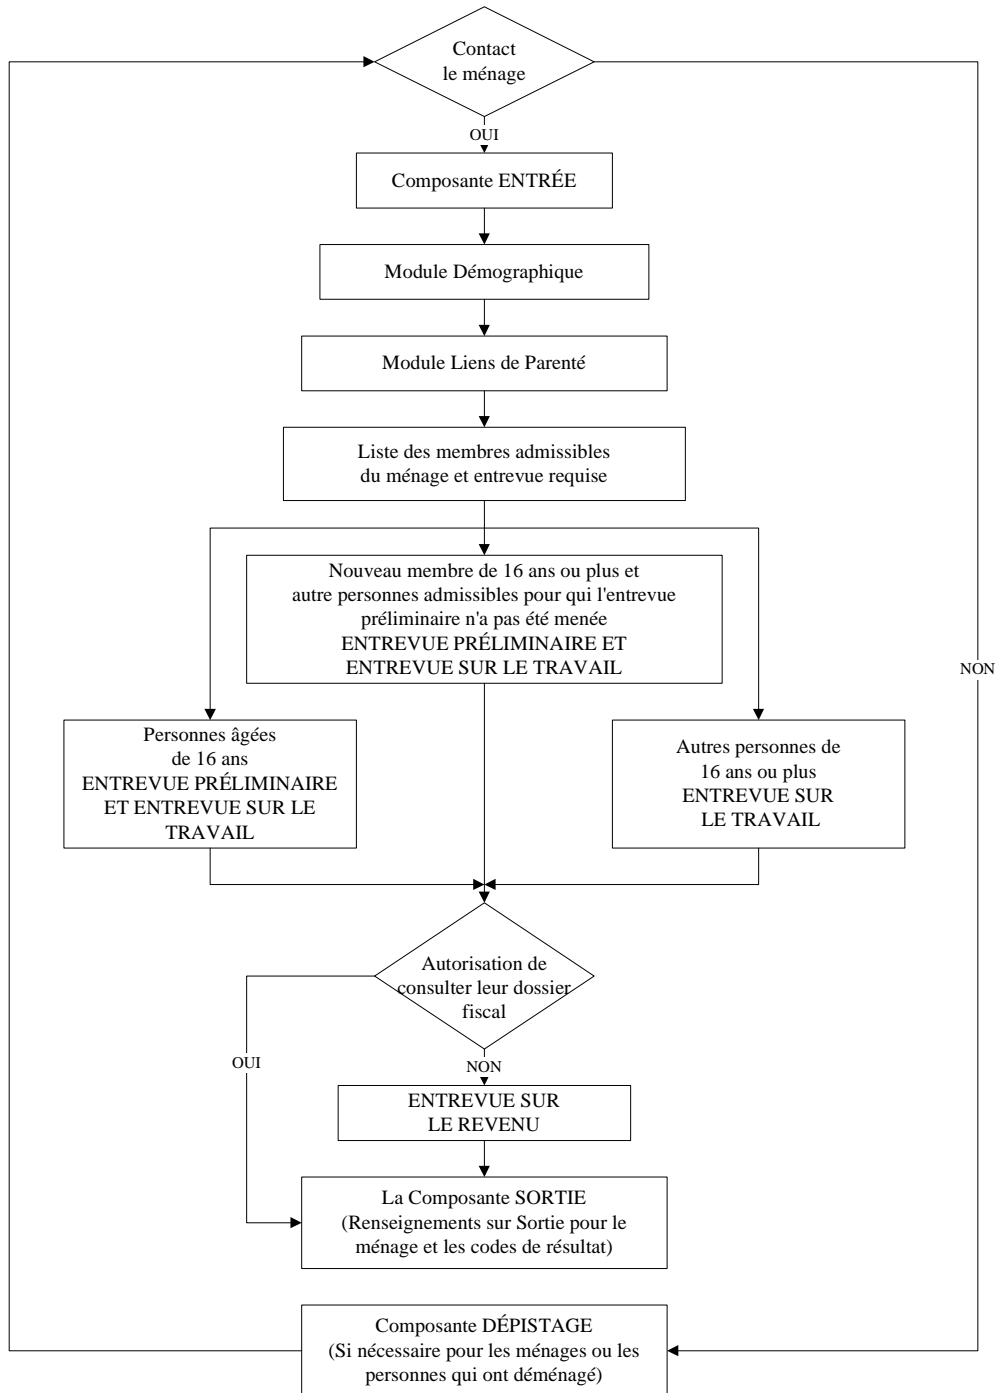 Contact
le ménage
OUI
Composante ENTRÉE
Module Démographique
Module Liens de Parenté
Liste des membres admissibles
du ménage et entrevue requise
Nouveau membre de 16 ans ou plus et
autre personnes admissibles pour qui l'entrevue
préliminaire n'a pas été menée
ENTREVUE PRÉLIMINAIRE ET
ENTREVUE SUR LE TRAVAIL
NON
Personnes âgées
de 16 ans
ENTREVUE PRÉLIMINAIRE
ET ENTREVUE SUR LE
TRAVAIL
Autres personnes de
16 ans ou plus
ENTREVUE SUR
LE TRAVAIL
Autorisation de
consulter leur dossier
fiscal
OUI
NON
ENTREVUE SUR
LE REVENU
La Composante SORTIE
(Renseignements sur Sortie pour le
ménage et les codes de résultat)
Composante DÉPISTAGE
(Si nécessaire pour les ménages ou les
personnes qui ont déménagé)